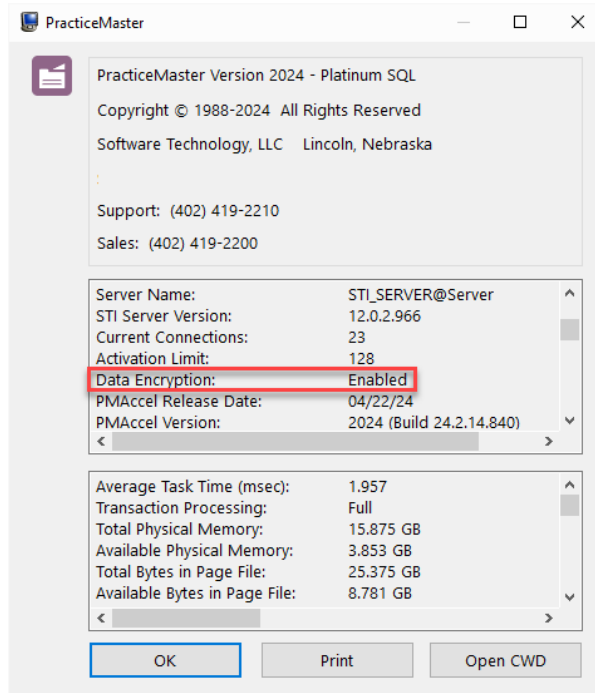 PracticeMaster
PracticeMaster Version 2024 - Platinum SQL
Copyright © 1988-2024 All Rights Reserved
Software Technology, LLC Lincoln, Nebraska
Support: (402) 419-2210
Sales: (402) 419-2200
Server Name: STI_SERVER@Server
STI Server Version: 12.0.2.966
Current Connections: 23
Activation Limit: 128
Data Encryption: Enabled
PMAccel Release Date: 04/22/24
PMAccel Version: 2024 (Build 24.2.14.840)
Average Task Time (msec): 1.957
Transaction Processing: Full
Total Physical Memory: 15.875 GB
Available Physical Memory: 3.853 GB
Total Bytes in Page File: 25.375 GB
Available Bytes in Page File: 8.781 GB
OK Print Open CWD